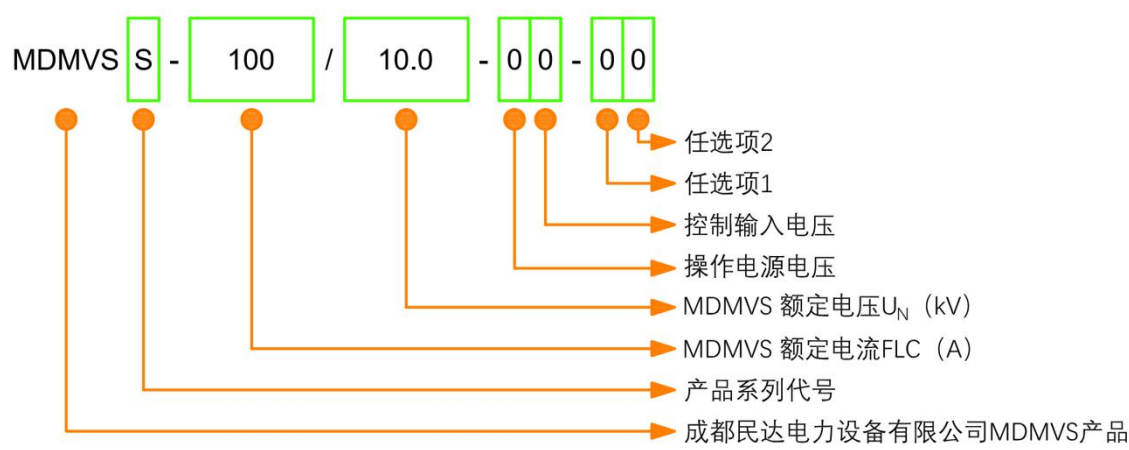 MDMVS S - 100 / 10.0 - 0 0 - 0 0
任选项2
任选项1
控制输入电压
操作电源电压
MDMVS 额定电压UN（kV）
MDMVS 额定电流FLC（A）
产品系列代号
成都民达电力设备有限公司MDMVS产品